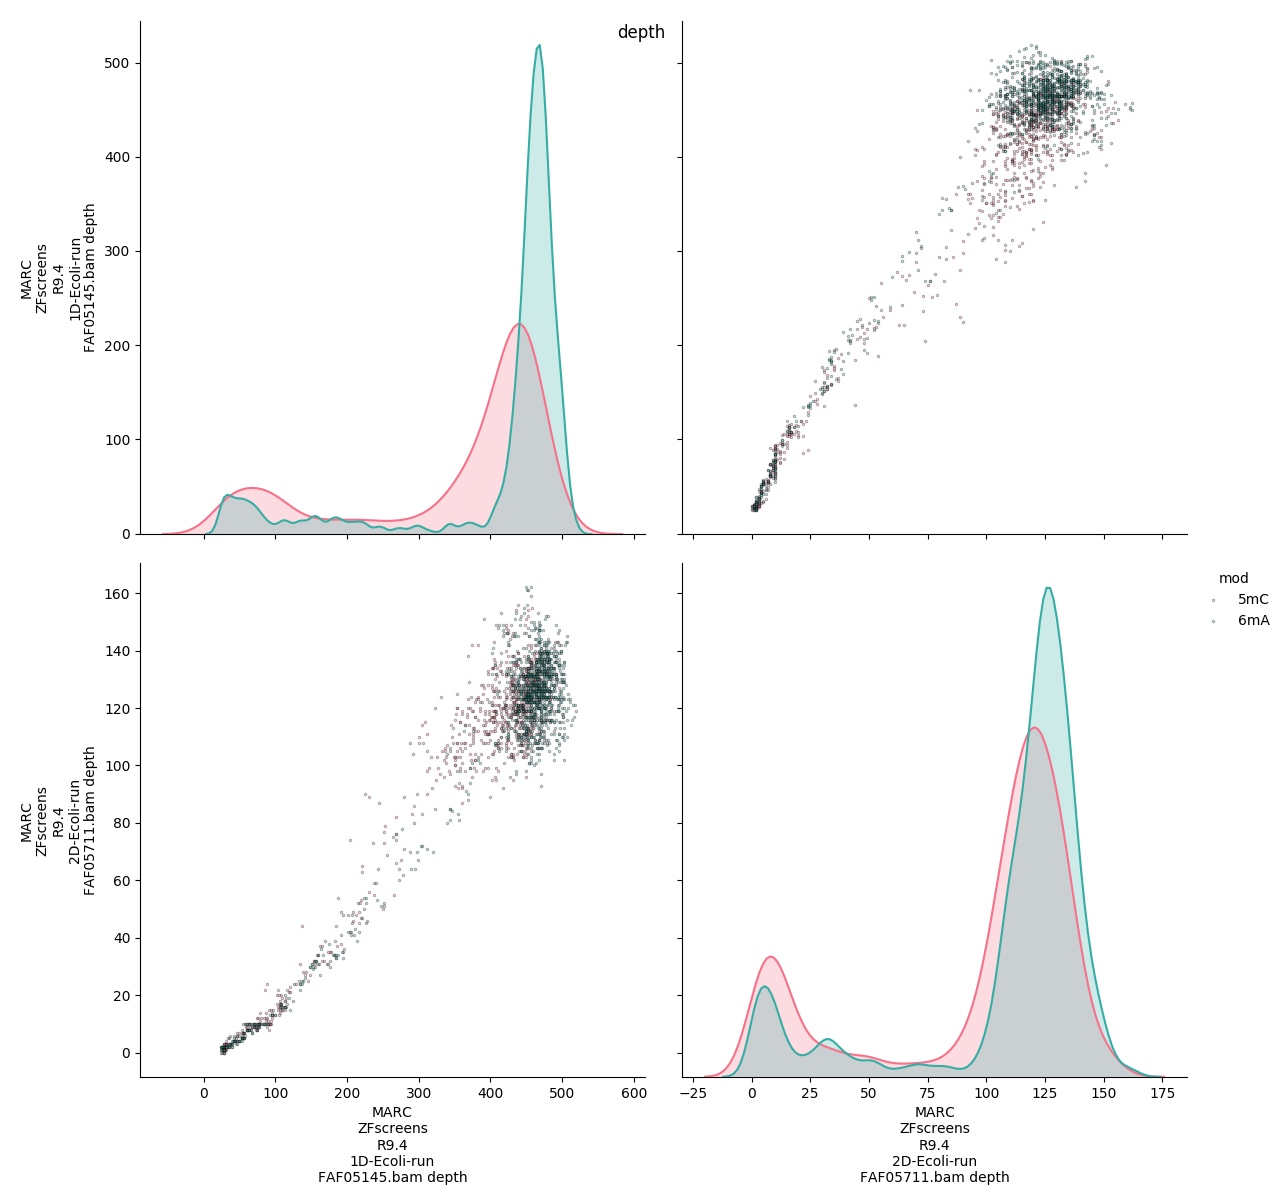 depth
500
400
300
200
100
0
MARC
ZFscreens
R9.4
1D-Ecoli-run
FAF05145.bam depth
160
140
120
100
80
60
40
20
0
MARC
ZFscreens
R9.4
2D-Ecoli-run
FAF05711.bam depth
mod
5mC
6mA
0 100 200 300 400 500 600
MARC
ZFscreens
R9.4
1D-Ecoli-run
FAF05145.bam depth
−25 0 25 50 75 100 125 150 175
MARC
ZFscreens
R9.4
2D-Ecoli-run
FAF05711.bam depth